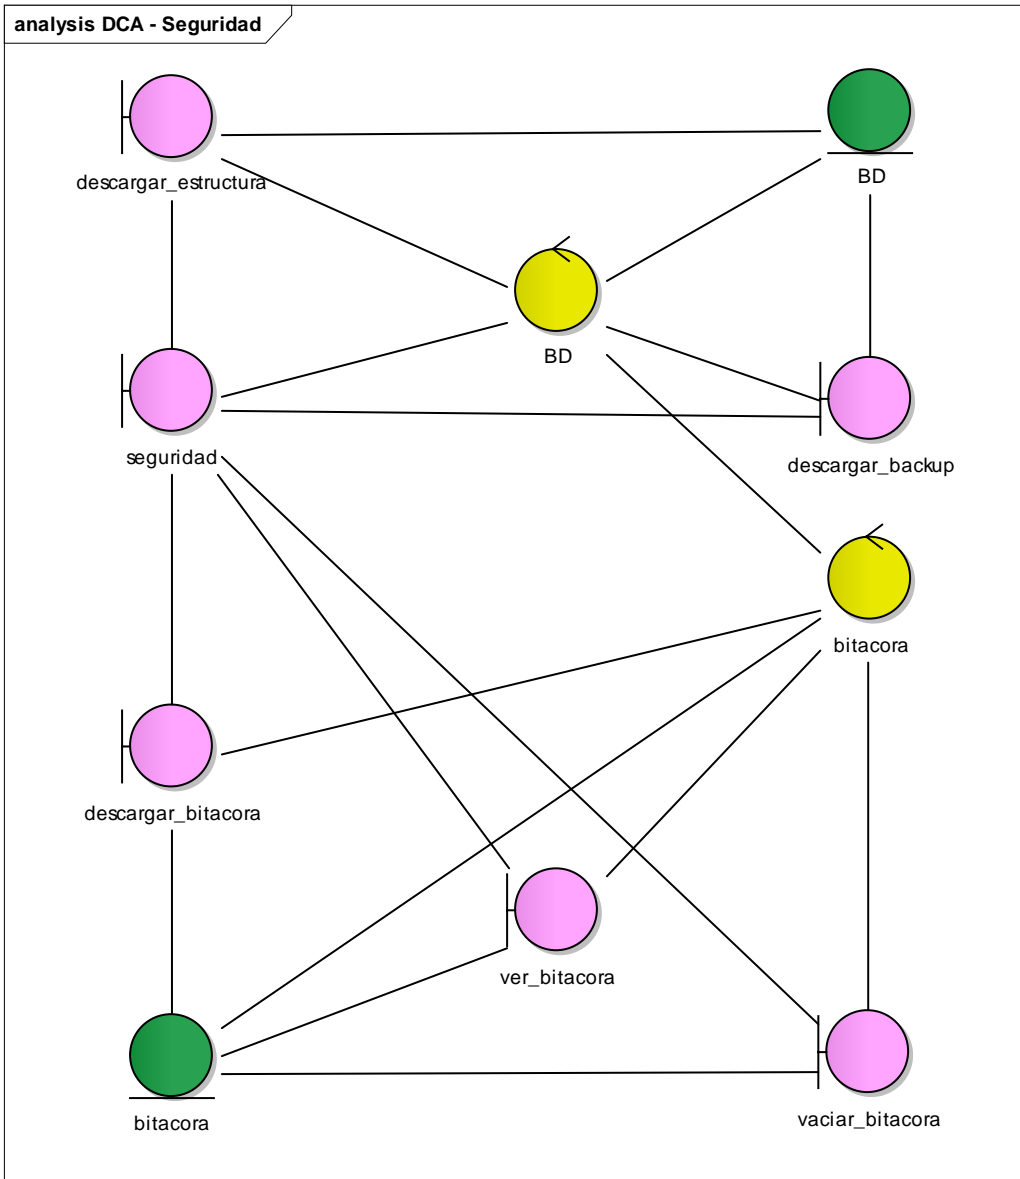 analysis DCA - Seguridad
descargar_estructura
BD
BD
seguridad
descargar_backup
bitacora
descargar_bitacora
ver_bitacora
bitacora
vaciar_bitacora